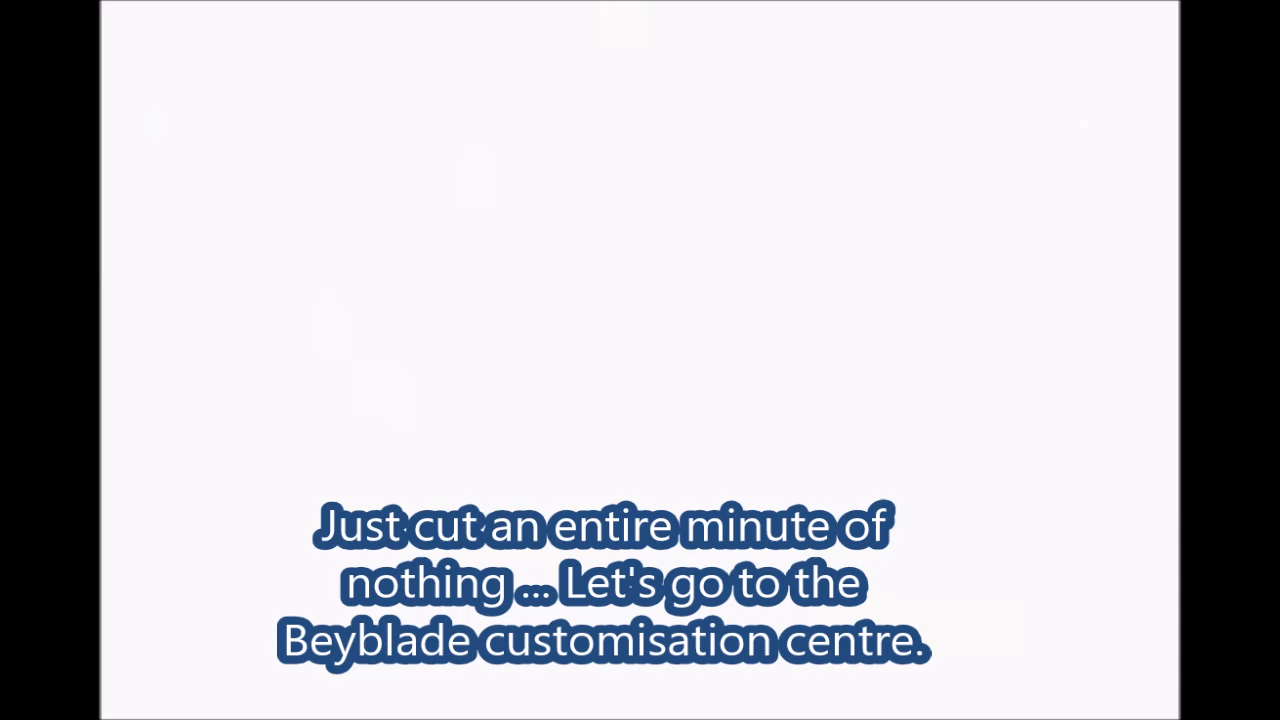 Just cut an entire minute of
nothing ... Let's go to the
Beyblade customisation centre.